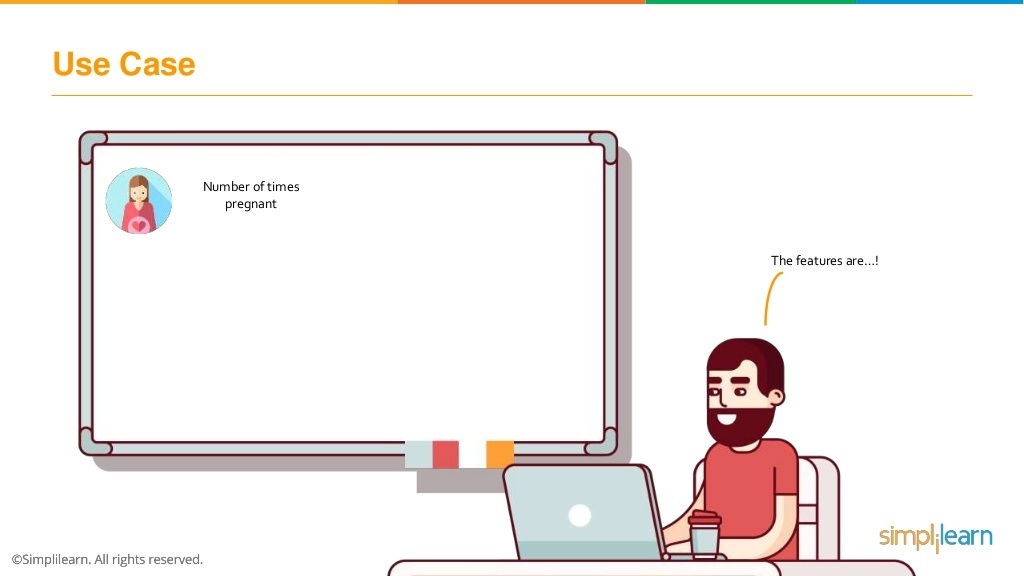 Use Case
Number of times
pregnant
The features are...!
©Simplilearn. All rights reserved.
simplilearn